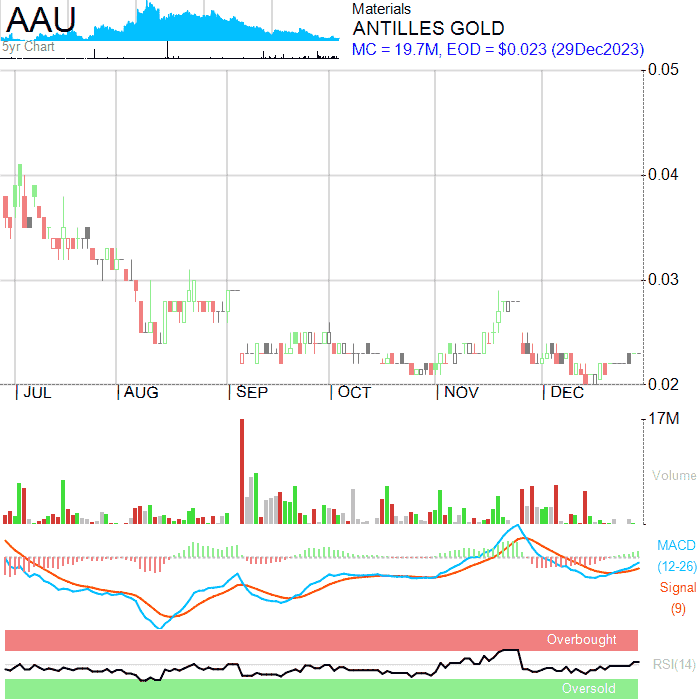 AAU
5yr Chart
Materials
ANTILLES GOLD
MC = 19.7M, EOD = $0.023 (29Dec2023)
0.05
0.04
0.03
0.02
JUL AUG SEP OCT NOV DEC
17M
Volume
MACD
(12-26)
Signal
(9)
Overbought
RSI(14)
Oversold